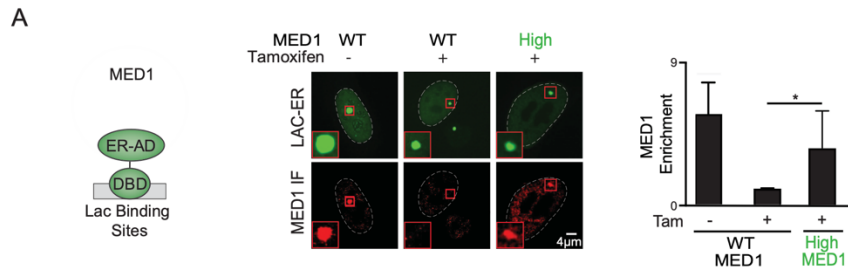 A
MED1
ER-AD
DBD
Lac Binding
Sites
MED1 WT WT High
Tamoxifen - + +
LAC-ER
MED1 IF
4µm
9
MED1
Enrichment
0
*
Tam - + +
WT High
MED1 MED1